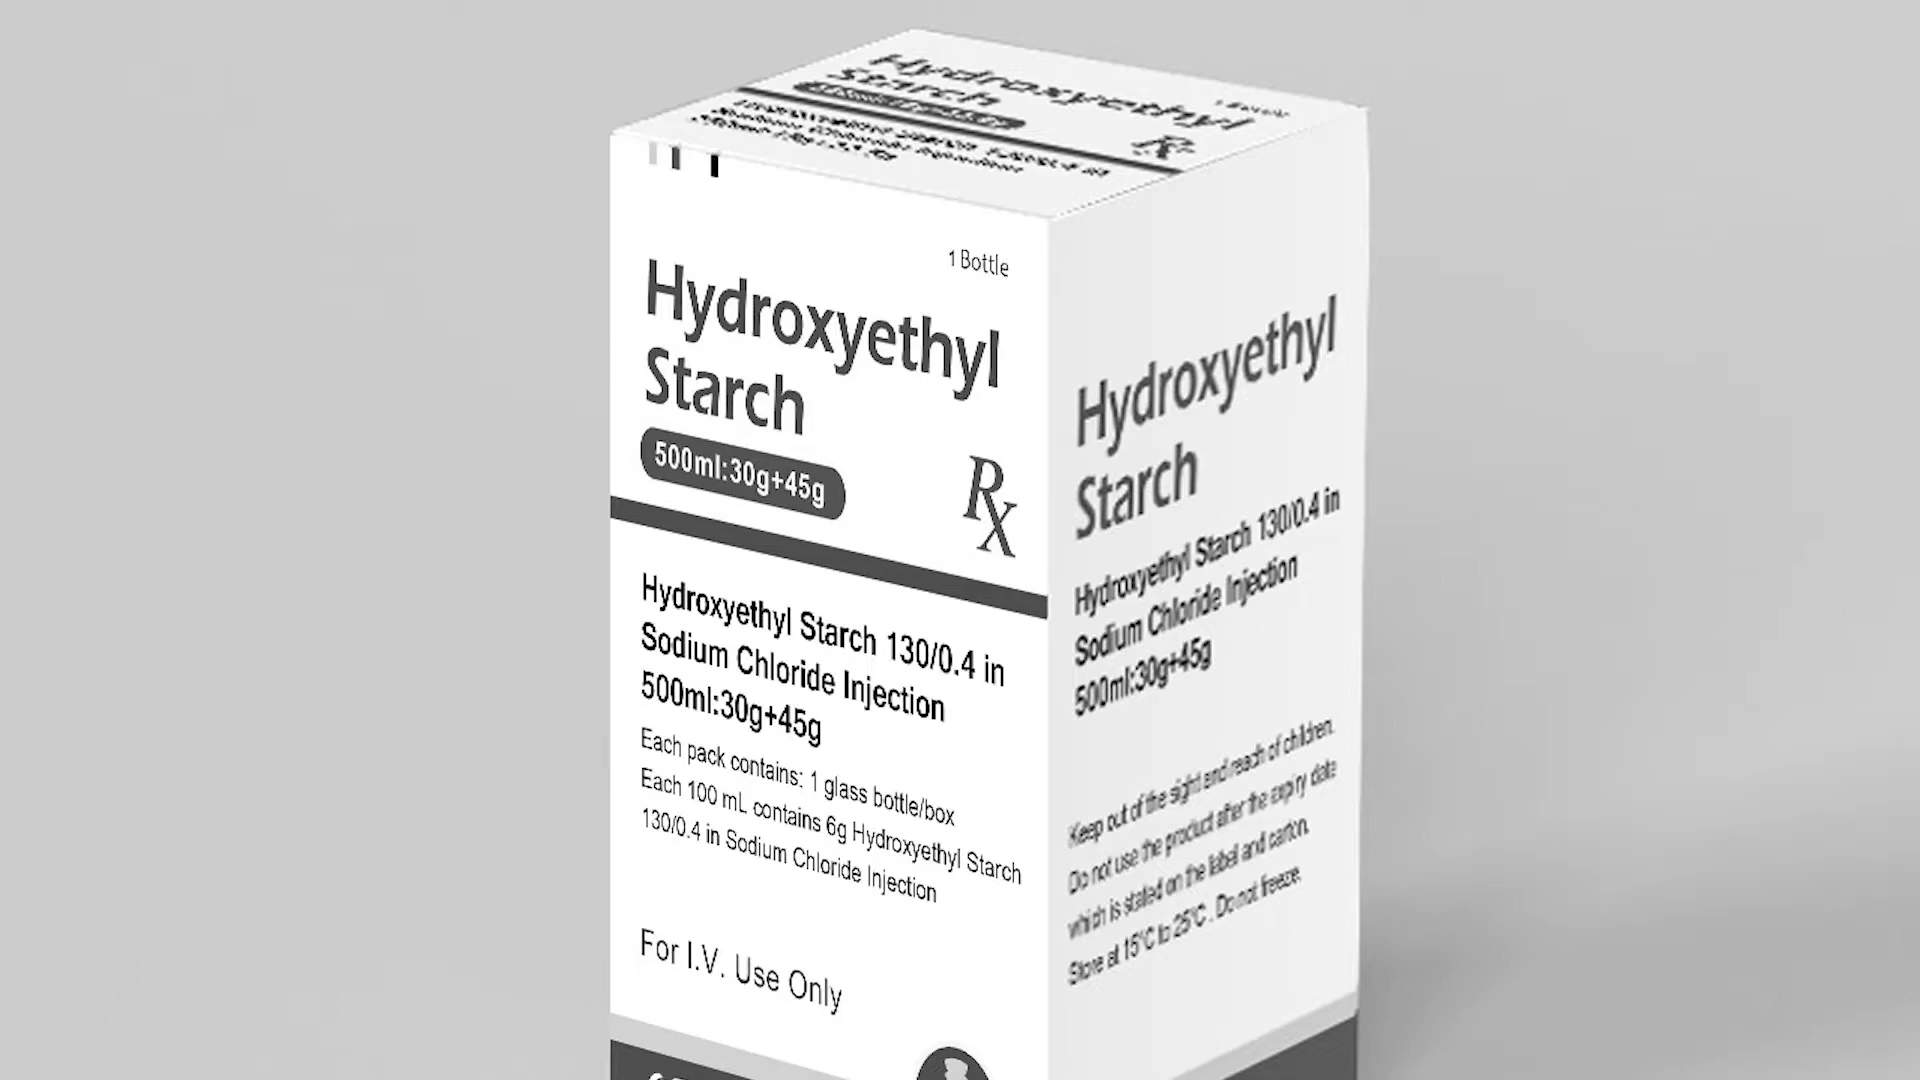 Hydroxyethyl
Starch
1 Bottle
Rx
1 Bottle
Hydroxyethyl
Starch
500ml:30g+45g
Rx
Hydroxyethyl Starch 130/0.4 in
Sodium Chloride Injection
500ml:30g+45g
Each pack contains: 1 glass bottle/box
Each 100 mL contains 6g Hydroxyethyl Starch
130/0.4 in Sodium Chloride Injection
For I.V. Use Only
Hydroxyethyl
Starch
Hydroxyethyl Starch 130/0.4 in
Sodium Chloride Injection
500ml:30g+45g
Keep out of the sight and reach of children.
Do not use the product after the expiry date
which is stated on the label and carton.
Store at 15°C to 25°C . Do not freeze.